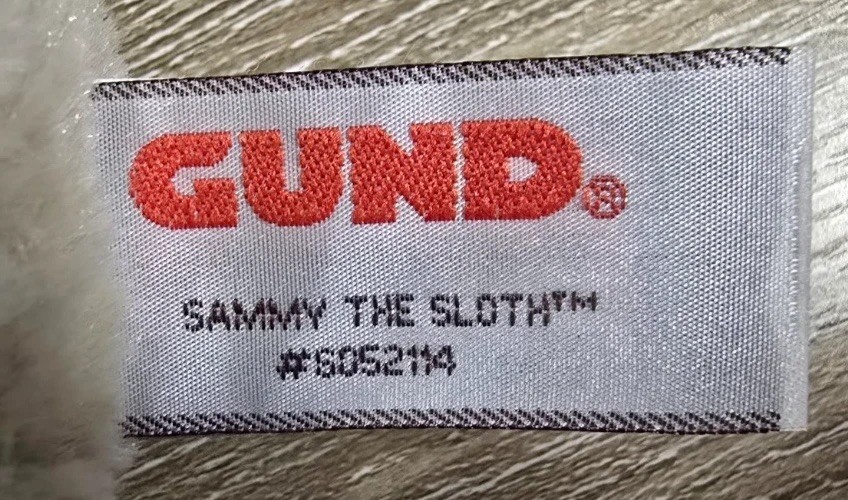 GUND®
SAMMY THE SLOTH™
#6052114